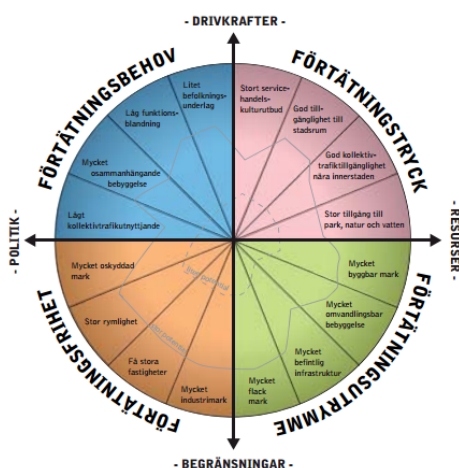 - DRIVKRAFTER -
FÖRTÄTNINGSBEHOV
FÖRTÄTNINGSTRYCK
Litet
befolknings-
underlag
Låg funktions-
blandning
Mycket
osammanhängande
bebyggelse
Lågt
kollektivtrafikutnyttjande
Stort service-
handels-
kulturutbud
God till-
gänglighet till
stadsrum
God kollektiv-
trafiktillgänglighet
nära innerstaden
Stor tillgång till
park, natur och vatten
- POLITIK -
- RESURSER -
Mycket oskyddad
mark
Stor rymlighet
Få stora
fastigheter
Mycket
industrimark
Mycket
byggbar mark
Mycket
omvandlingsbar
bebyggelse
Mycket
befintlig
infrastruktur
Mycket
flack
mark
FÖRTÄTNINGSFRIHET
FÖRTÄTNINGSUTRYMME
- BEGRÄNSNINGAR -